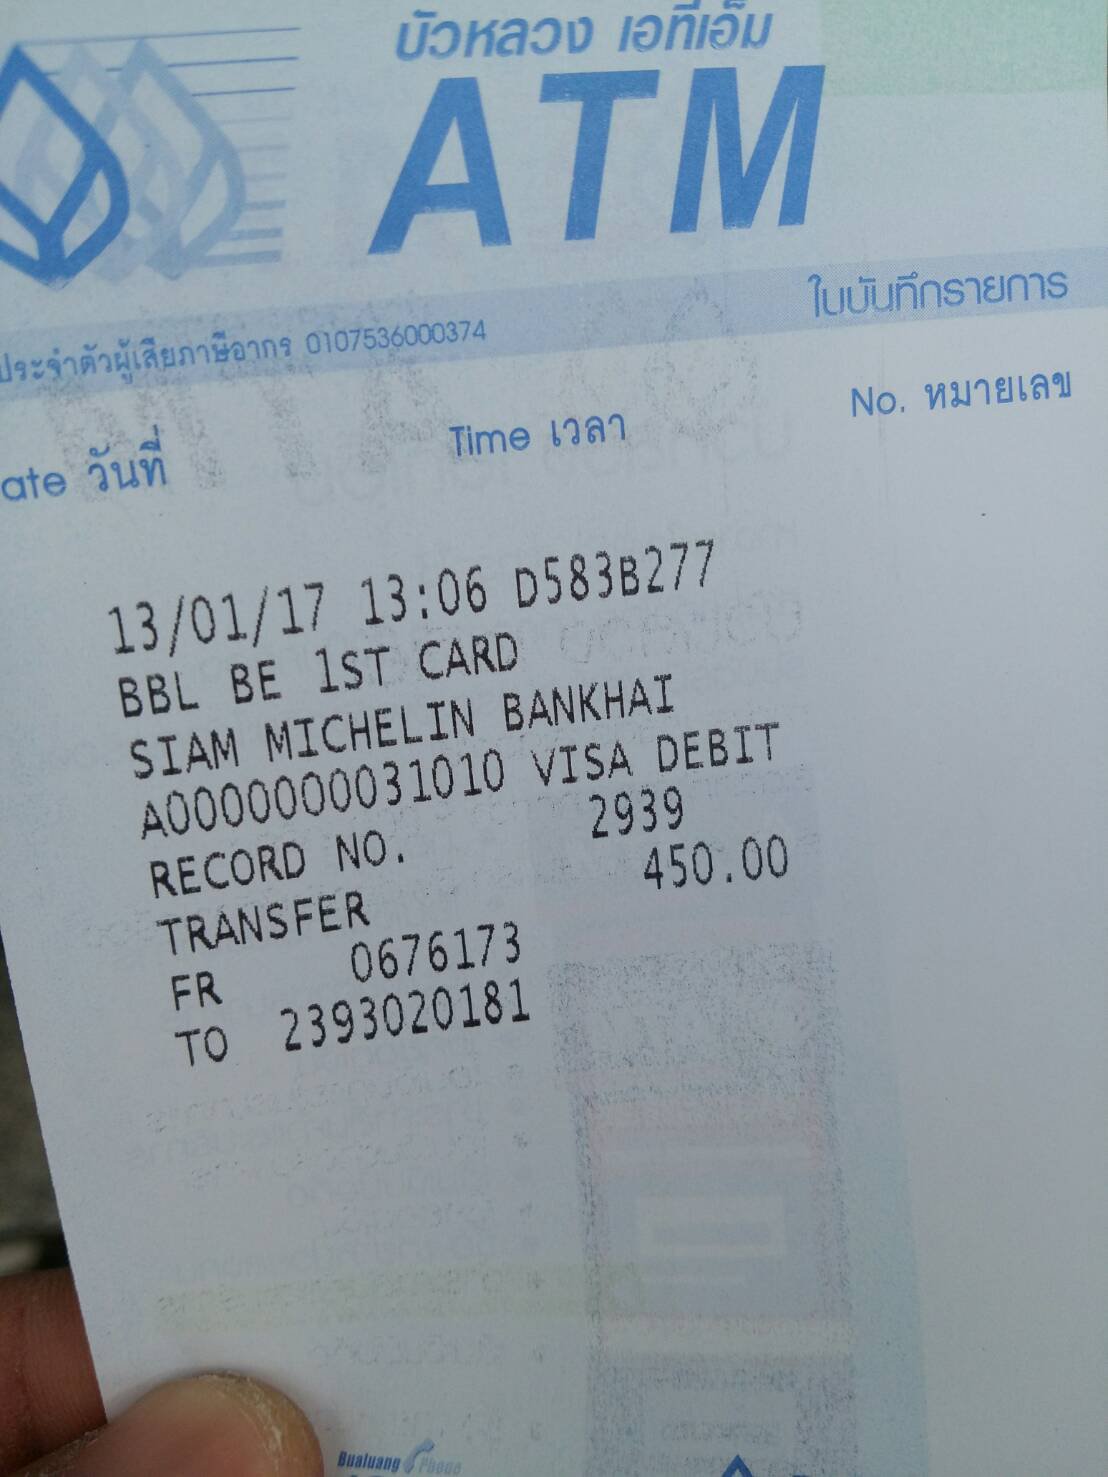 บัวหลวง เอทีเอ็ม
ATM
ใบบันทึกรายการ
ประจำตัวผู้เสียภาษีอากร 0107536000374
ate วันที่ Time เวลา No. หมายเลข
13/01/17 13:06 D583B277
BBL BE 1ST CARD
SIAM MICHELIN BANKHAI
A0000000031010 VISA DEBIT
RECORD NO. 2939
TRANSFER 450.00
FR 0676173
TO 2393020181
Bualuang Phone